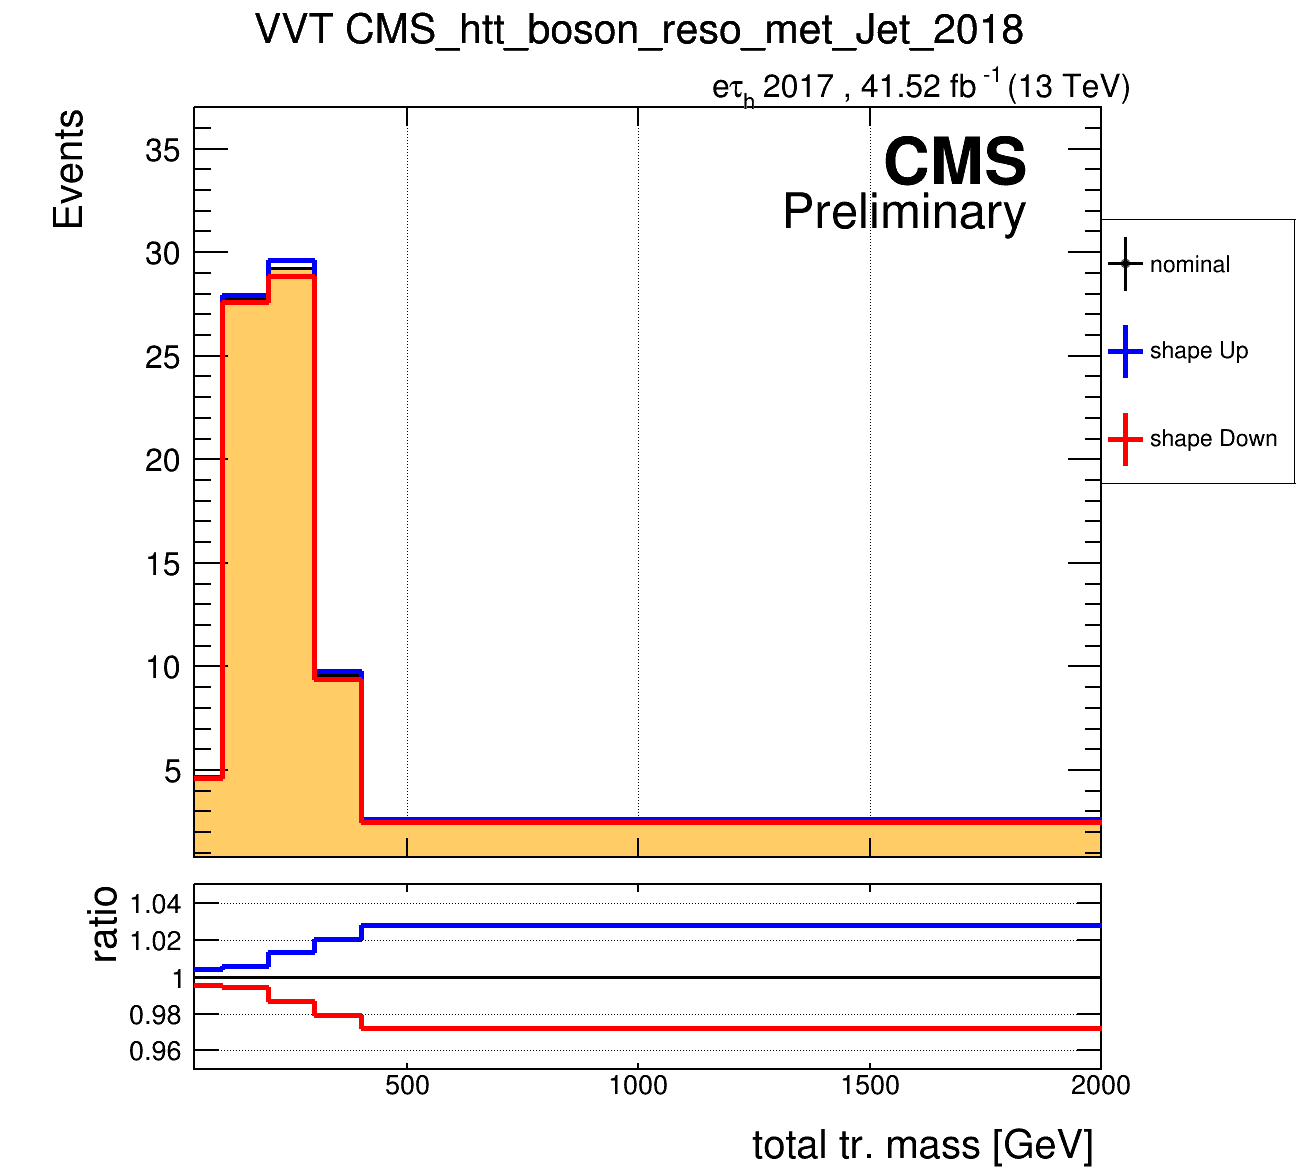 VVT CMS_htt_boson_reso_met_Jet_2018
eτh 2017 , 41.52 fb -1 (13 TeV)
Events
35
30
25
20
15
10
5
CMS
Preliminary
nominal
shape Up
shape Down
ratio
1.04
1.02
1
0.98
0.96
500 1000 1500 2000
total tr. mass [GeV]